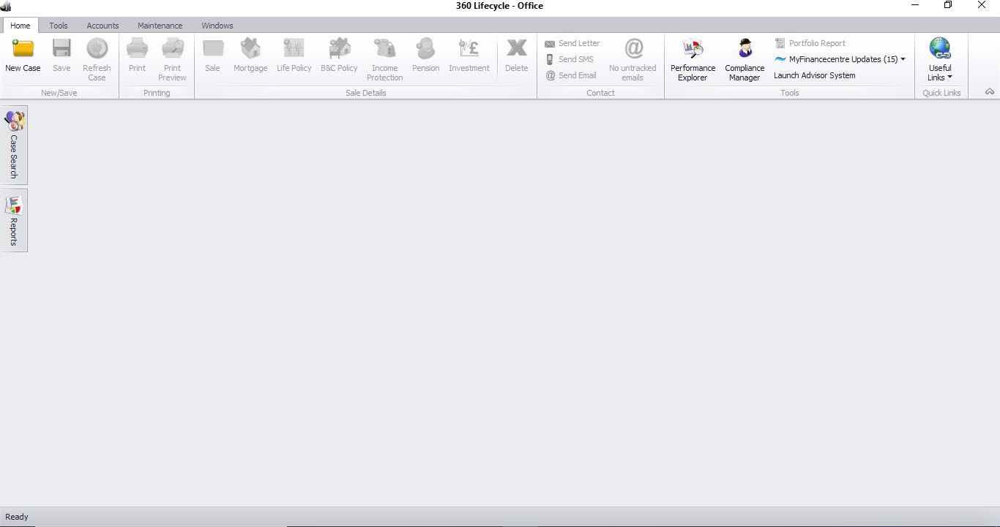 360 Lifecycle - Office
Home Tools Accounts Maintenance Windows
New Case Save Refresh Case
New/Save
Print Print Preview
Printing
Sale Mortgage Life Policy B&C Policy Income Protection Pension Investment Delete
Sale Details
Send Letter
Send SMS
Send Email
No untracked emails
Contact
Performance Explorer Compliance Manager
Portfolio Report
MyFinancecentre Updates (15)
Launch Advisor System
Tools
Useful Links
Quick Links
Case Search
Reports
Ready